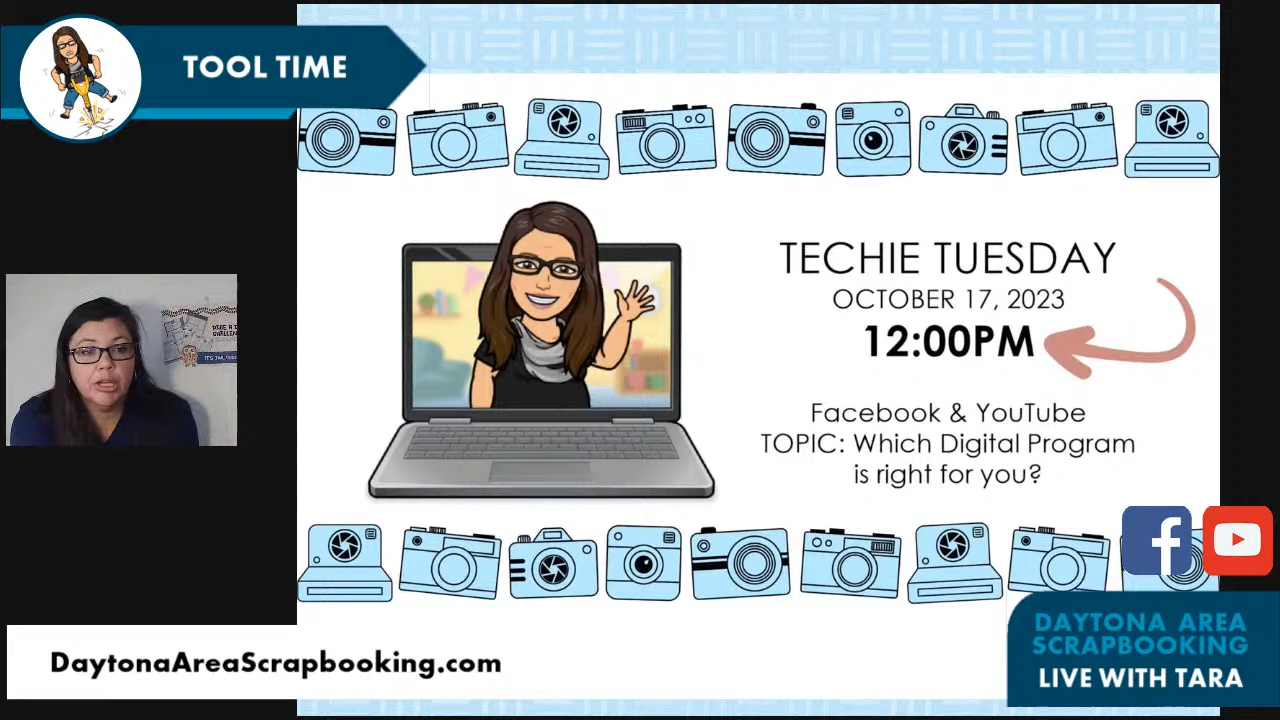 TOOL TIME
TECHIE TUESDAY
OCTOBER 17, 2023
12:00PM
Facebook & YouTube
TOPIC: Which Digital Program
is right for you?
DAYTONA AREA
SCRAPBOOKING
LIVE WITH TARA
DaytonaAreaScrapbooking.com